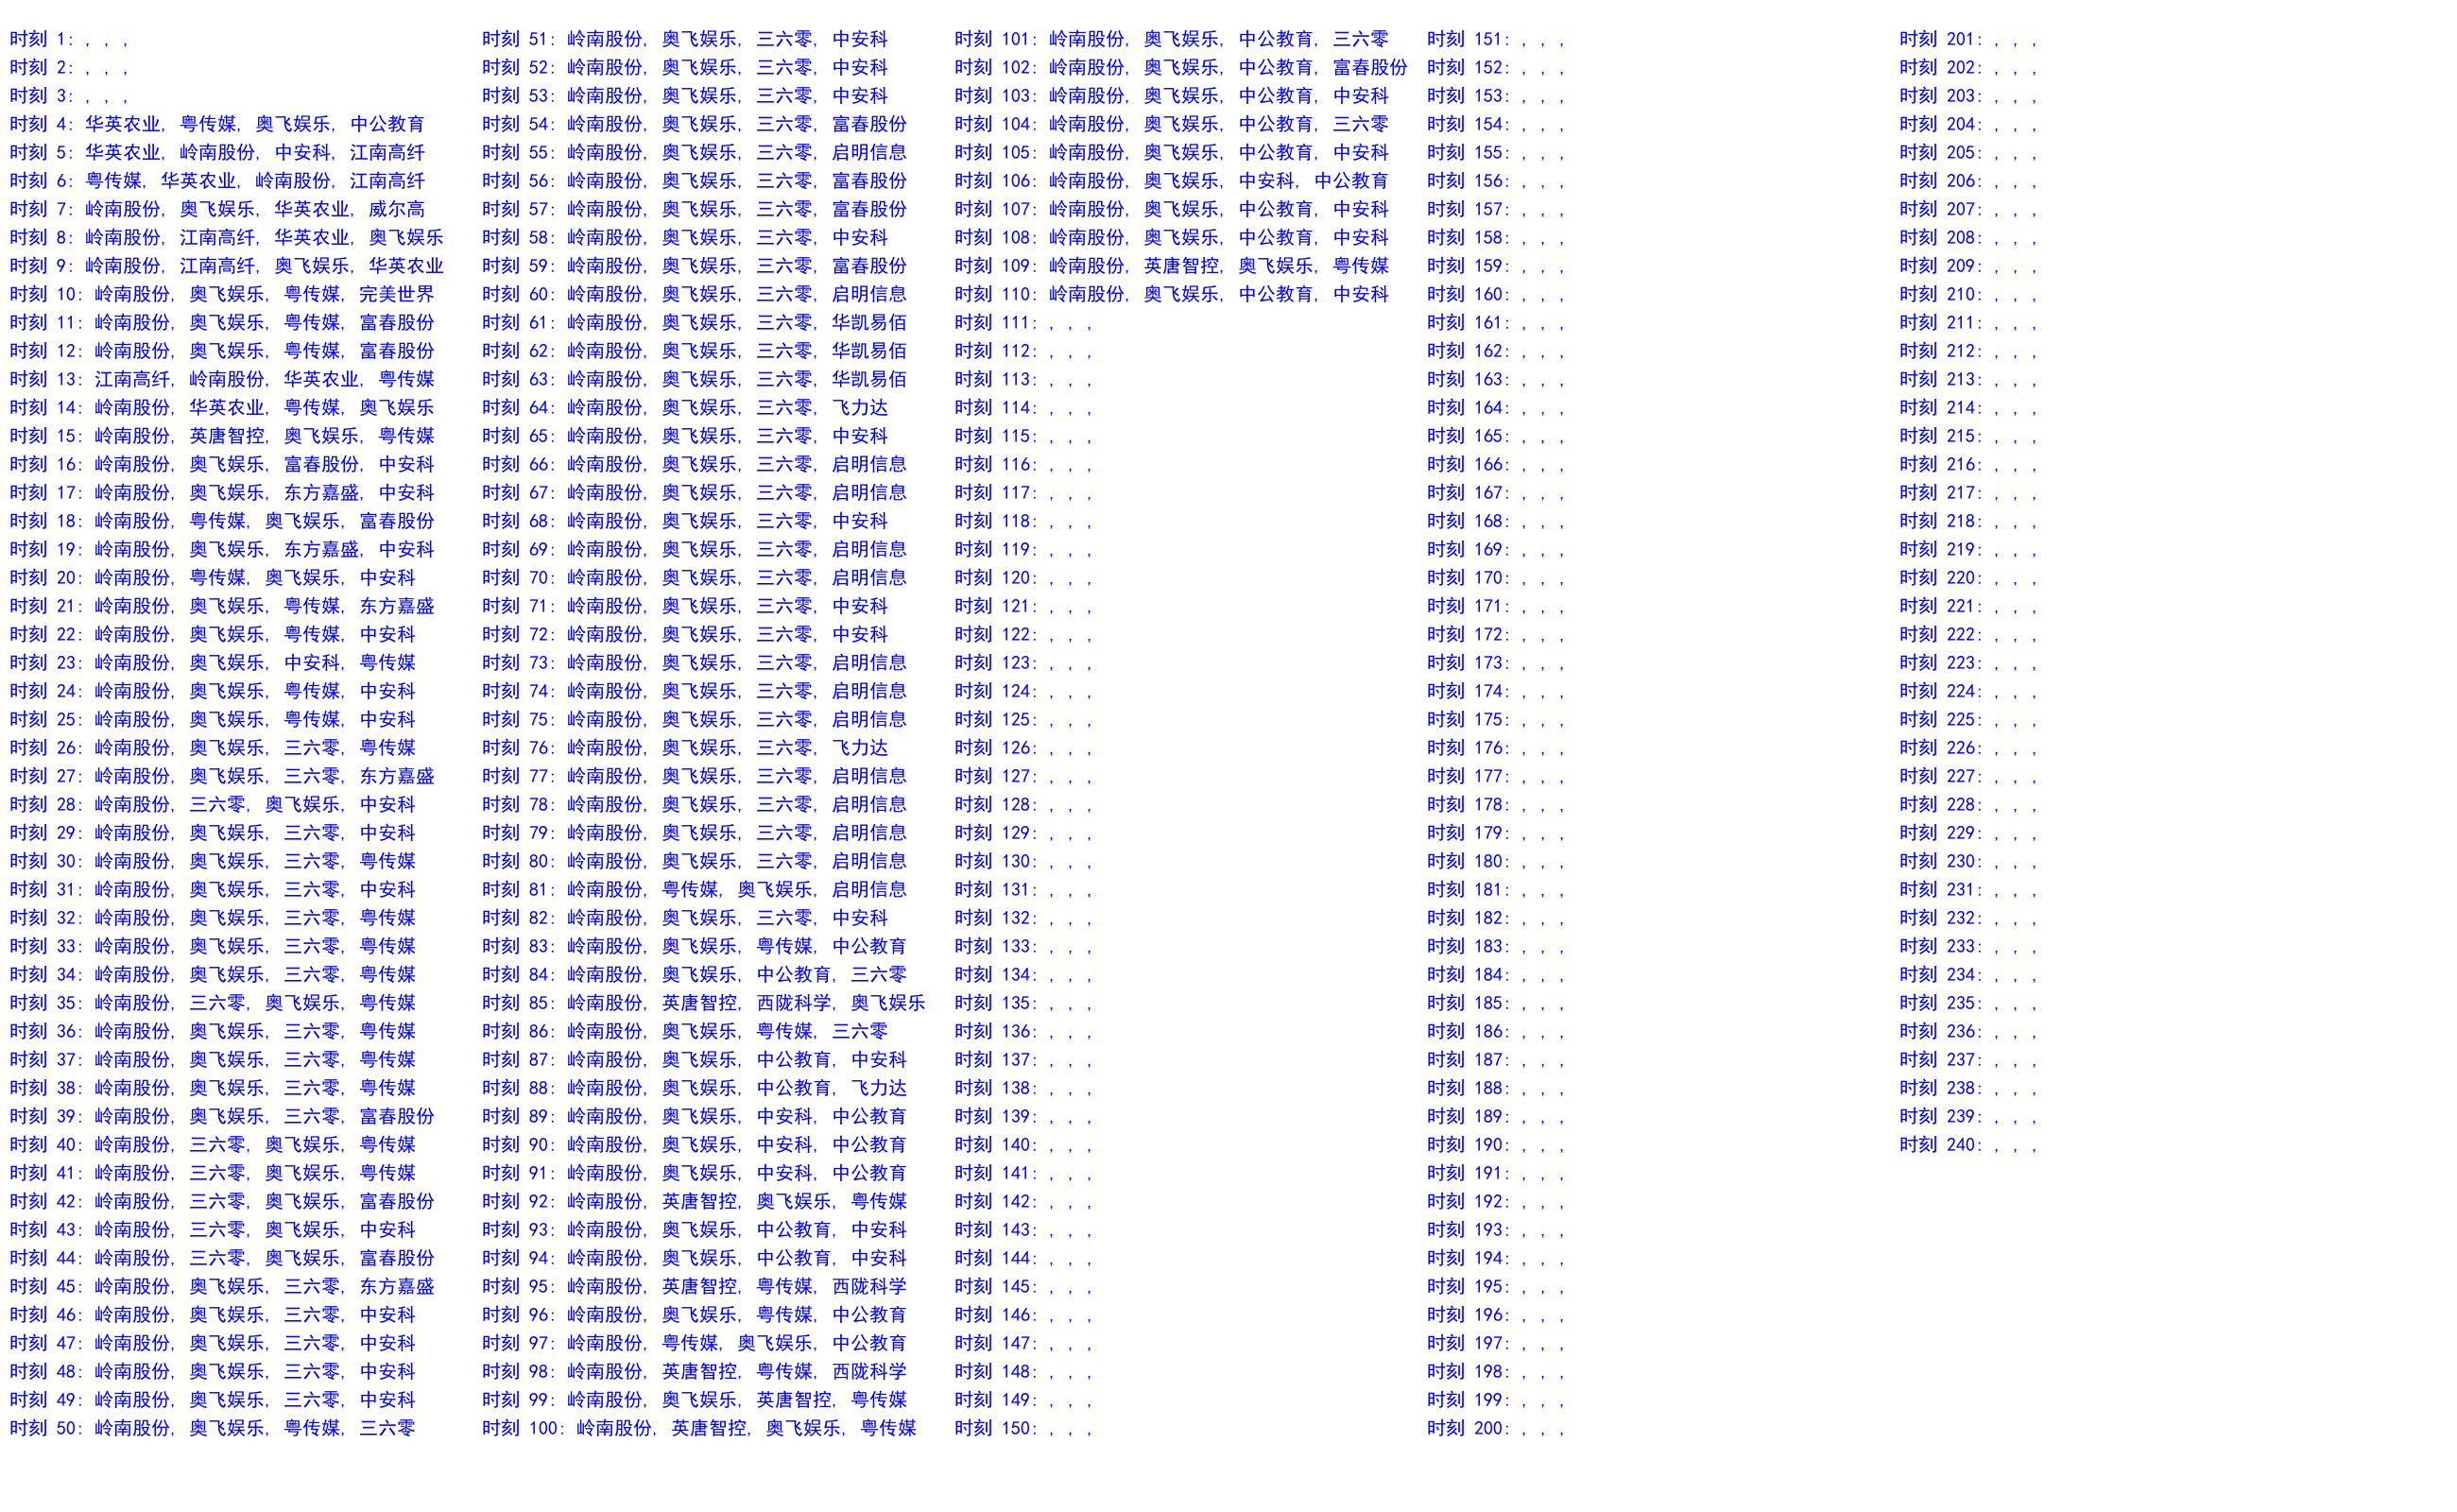 时刻 1: , , ,
时刻 2: , , ,
时刻 3: , , ,
时刻 4: 华英农业, 粤传媒, 奥飞娱乐, 中公教育
时刻 5: 华英农业, 岭南股份, 中安科, 江南高纤
时刻 6: 粤传媒, 华英农业, 岭南股份, 江南高纤
时刻 7: 岭南股份, 奥飞娱乐, 华英农业, 威尔高
时刻 8: 岭南股份, 江南高纤, 华英农业, 奥飞娱乐
时刻 9: 岭南股份, 江南高纤, 奥飞娱乐, 华英农业
时刻 10: 岭南股份, 奥飞娱乐, 粤传媒, 完美世界
时刻 11: 岭南股份, 奥飞娱乐, 粤传媒, 富春股份
时刻 12: 岭南股份, 奥飞娱乐, 粤传媒, 富春股份
时刻 13: 江南高纤, 岭南股份, 华英农业, 粤传媒
时刻 14: 岭南股份, 华英农业, 粤传媒, 奥飞娱乐
时刻 15: 岭南股份, 英唐智控, 奥飞娱乐, 粤传媒
时刻 16: 岭南股份, 奥飞娱乐, 富春股份, 中安科
时刻 17: 岭南股份, 奥飞娱乐, 东方嘉盛, 中安科
时刻 18: 岭南股份, 粤传媒, 奥飞娱乐, 富春股份
时刻 19: 岭南股份, 奥飞娱乐, 东方嘉盛, 中安科
时刻 20: 岭南股份, 粤传媒, 奥飞娱乐, 中安科
时刻 21: 岭南股份, 奥飞娱乐, 粤传媒, 东方嘉盛
时刻 22: 岭南股份, 奥飞娱乐, 粤传媒, 中安科
时刻 23: 岭南股份, 奥飞娱乐, 中安科, 粤传媒
时刻 24: 岭南股份, 奥飞娱乐, 粤传媒, 中安科
时刻 25: 岭南股份, 奥飞娱乐, 粤传媒, 中安科
时刻 26: 岭南股份, 奥飞娱乐, 三六零, 粤传媒
时刻 27: 岭南股份, 奥飞娱乐, 三六零, 东方嘉盛
时刻 28: 岭南股份, 三六零, 奥飞娱乐, 中安科
时刻 29: 岭南股份, 奥飞娱乐, 三六零, 中安科
时刻 30: 岭南股份, 奥飞娱乐, 三六零, 粤传媒
时刻 31: 岭南股份, 奥飞娱乐, 三六零, 中安科
时刻 32: 岭南股份, 奥飞娱乐, 三六零, 粤传媒
时刻 33: 岭南股份, 奥飞娱乐, 三六零, 粤传媒
时刻 34: 岭南股份, 奥飞娱乐, 三六零, 粤传媒
时刻 35: 岭南股份, 三六零, 奥飞娱乐, 粤传媒
时刻 36: 岭南股份, 奥飞娱乐, 三六零, 粤传媒
时刻 37: 岭南股份, 奥飞娱乐, 三六零, 粤传媒
时刻 38: 岭南股份, 奥飞娱乐, 三六零, 粤传媒
时刻 39: 岭南股份, 奥飞娱乐, 三六零, 富春股份
时刻 40: 岭南股份, 三六零, 奥飞娱乐, 粤传媒
时刻 41: 岭南股份, 三六零, 奥飞娱乐, 粤传媒
时刻 42: 岭南股份, 三六零, 奥飞娱乐, 富春股份
时刻 43: 岭南股份, 三六零, 奥飞娱乐, 中安科
时刻 44: 岭南股份, 三六零, 奥飞娱乐, 富春股份
时刻 45: 岭南股份, 奥飞娱乐, 三六零, 东方嘉盛
时刻 46: 岭南股份, 奥飞娱乐, 三六零, 中安科
时刻 47: 岭南股份, 奥飞娱乐, 三六零, 中安科
时刻 48: 岭南股份, 奥飞娱乐, 三六零, 中安科
时刻 49: 岭南股份, 奥飞娱乐, 三六零, 中安科
时刻 50: 岭南股份, 奥飞娱乐, 粤传媒, 三六零
时刻 51: 岭南股份, 奥飞娱乐, 三六零, 中安科
时刻 52: 岭南股份, 奥飞娱乐, 三六零, 中安科
时刻 53: 岭南股份, 奥飞娱乐, 三六零, 中安科
时刻 54: 岭南股份, 奥飞娱乐, 三六零, 富春股份
时刻 55: 岭南股份, 奥飞娱乐, 三六零, 启明信息
时刻 56: 岭南股份, 奥飞娱乐, 三六零, 富春股份
时刻 57: 岭南股份, 奥飞娱乐, 三六零, 富春股份
时刻 58: 岭南股份, 奥飞娱乐, 三六零, 中安科
时刻 59: 岭南股份, 奥飞娱乐, 三六零, 富春股份
时刻 60: 岭南股份, 奥飞娱乐, 三六零, 启明信息
时刻 61: 岭南股份, 奥飞娱乐, 三六零, 华凯易佰
时刻 62: 岭南股份, 奥飞娱乐, 三六零, 华凯易佰
时刻 63: 岭南股份, 奥飞娱乐, 三六零, 华凯易佰
时刻 64: 岭南股份, 奥飞娱乐, 三六零, 飞力达
时刻 65: 岭南股份, 奥飞娱乐, 三六零, 中安科
时刻 66: 岭南股份, 奥飞娱乐, 三六零, 启明信息
时刻 67: 岭南股份, 奥飞娱乐, 三六零, 启明信息
时刻 68: 岭南股份, 奥飞娱乐, 三六零, 中安科
时刻 69: 岭南股份, 奥飞娱乐, 三六零, 启明信息
时刻 70: 岭南股份, 奥飞娱乐, 三六零, 启明信息
时刻 71: 岭南股份, 奥飞娱乐, 三六零, 中安科
时刻 72: 岭南股份, 奥飞娱乐, 三六零, 中安科
时刻 73: 岭南股份, 奥飞娱乐, 三六零, 启明信息
时刻 74: 岭南股份, 奥飞娱乐, 三六零, 启明信息
时刻 75: 岭南股份, 奥飞娱乐, 三六零, 启明信息
时刻 76: 岭南股份, 奥飞娱乐, 三六零, 飞力达
时刻 77: 岭南股份, 奥飞娱乐, 三六零, 启明信息
时刻 78: 岭南股份, 奥飞娱乐, 三六零, 启明信息
时刻 79: 岭南股份, 奥飞娱乐, 三六零, 启明信息
时刻 80: 岭南股份, 奥飞娱乐, 三六零, 启明信息
时刻 81: 岭南股份, 粤传媒, 奥飞娱乐, 启明信息
时刻 82: 岭南股份, 奥飞娱乐, 三六零, 中安科
时刻 83: 岭南股份, 奥飞娱乐, 粤传媒, 中公教育
时刻 84: 岭南股份, 奥飞娱乐, 中公教育, 三六零
时刻 85: 岭南股份, 英唐智控, 西陇科学, 奥飞娱乐
时刻 86: 岭南股份, 奥飞娱乐, 粤传媒, 三六零
时刻 87: 岭南股份, 奥飞娱乐, 中公教育, 中安科
时刻 88: 岭南股份, 奥飞娱乐, 中公教育, 飞力达
时刻 89: 岭南股份, 奥飞娱乐, 中安科, 中公教育
时刻 90: 岭南股份, 奥飞娱乐, 中安科, 中公教育
时刻 91: 岭南股份, 奥飞娱乐, 中安科, 中公教育
时刻 92: 岭南股份, 英唐智控, 奥飞娱乐, 粤传媒
时刻 93: 岭南股份, 奥飞娱乐, 中公教育, 中安科
时刻 94: 岭南股份, 奥飞娱乐, 中公教育, 中安科
时刻 95: 岭南股份, 英唐智控, 粤传媒, 西陇科学
时刻 96: 岭南股份, 奥飞娱乐, 粤传媒, 中公教育
时刻 97: 岭南股份, 粤传媒, 奥飞娱乐, 中公教育
时刻 98: 岭南股份, 英唐智控, 粤传媒, 西陇科学
时刻 99: 岭南股份, 奥飞娱乐, 英唐智控, 粤传媒
时刻 100: 岭南股份, 英唐智控, 奥飞娱乐, 粤传媒
时刻 101: 岭南股份, 奥飞娱乐, 中公教育, 三六零
时刻 102: 岭南股份, 奥飞娱乐, 中公教育, 富春股份
时刻 103: 岭南股份, 奥飞娱乐, 中公教育, 中安科
时刻 104: 岭南股份, 奥飞娱乐, 中公教育, 三六零
时刻 105: 岭南股份, 奥飞娱乐, 中公教育, 中安科
时刻 106: 岭南股份, 奥飞娱乐, 中安科, 中公教育
时刻 107: 岭南股份, 奥飞娱乐, 中公教育, 中安科
时刻 108: 岭南股份, 奥飞娱乐, 中公教育, 中安科
时刻 109: 岭南股份, 英唐智控, 奥飞娱乐, 粤传媒
时刻 110: 岭南股份, 奥飞娱乐, 中公教育, 中安科
时刻 111: , , ,
时刻 112: , , ,
时刻 113: , , ,
时刻 114: , , ,
时刻 115: , , ,
时刻 116: , , ,
时刻 117: , , ,
时刻 118: , , ,
时刻 119: , , ,
时刻 120: , , ,
时刻 121: , , ,
时刻 122: , , ,
时刻 123: , , ,
时刻 124: , , ,
时刻 125: , , ,
时刻 126: , , ,
时刻 127: , , ,
时刻 128: , , ,
时刻 129: , , ,
时刻 130: , , ,
时刻 131: , , ,
时刻 132: , , ,
时刻 133: , , ,
时刻 134: , , ,
时刻 135: , , ,
时刻 136: , , ,
时刻 137: , , ,
时刻 138: , , ,
时刻 139: , , ,
时刻 140: , , ,
时刻 141: , , ,
时刻 142: , , ,
时刻 143: , , ,
时刻 144: , , ,
时刻 145: , , ,
时刻 146: , , ,
时刻 147: , , ,
时刻 148: , , ,
时刻 149: , , ,
时刻 150: , , ,
时刻 151: , , ,
时刻 152: , , ,
时刻 153: , , ,
时刻 154: , , ,
时刻 155: , , ,
时刻 156: , , ,
时刻 157: , , ,
时刻 158: , , ,
时刻 159: , , ,
时刻 160: , , ,
时刻 161: , , ,
时刻 162: , , ,
时刻 163: , , ,
时刻 164: , , ,
时刻 165: , , ,
时刻 166: , , ,
时刻 167: , , ,
时刻 168: , , ,
时刻 169: , , ,
时刻 170: , , ,
时刻 171: , , ,
时刻 172: , , ,
时刻 173: , , ,
时刻 174: , , ,
时刻 175: , , ,
时刻 176: , , ,
时刻 177: , , ,
时刻 178: , , ,
时刻 179: , , ,
时刻 180: , , ,
时刻 181: , , ,
时刻 182: , , ,
时刻 183: , , ,
时刻 184: , , ,
时刻 185: , , ,
时刻 186: , , ,
时刻 187: , , ,
时刻 188: , , ,
时刻 189: , , ,
时刻 190: , , ,
时刻 191: , , ,
时刻 192: , , ,
时刻 193: , , ,
时刻 194: , , ,
时刻 195: , , ,
时刻 196: , , ,
时刻 197: , , ,
时刻 198: , , ,
时刻 199: , , ,
时刻 200: , , ,
时刻 201: , , ,
时刻 202: , , ,
时刻 203: , , ,
时刻 204: , , ,
时刻 205: , , ,
时刻 206: , , ,
时刻 207: , , ,
时刻 208: , , ,
时刻 209: , , ,
时刻 210: , , ,
时刻 211: , , ,
时刻 212: , , ,
时刻 213: , , ,
时刻 214: , , ,
时刻 215: , , ,
时刻 216: , , ,
时刻 217: , , ,
时刻 218: , , ,
时刻 219: , , ,
时刻 220: , , ,
时刻 221: , , ,
时刻 222: , , ,
时刻 223: , , ,
时刻 224: , , ,
时刻 225: , , ,
时刻 226: , , ,
时刻 227: , , ,
时刻 228: , , ,
时刻 229: , , ,
时刻 230: , , ,
时刻 231: , , ,
时刻 232: , , ,
时刻 233: , , ,
时刻 234: , , ,
时刻 235: , , ,
时刻 236: , , ,
时刻 237: , , ,
时刻 238: , , ,
时刻 239: , , ,
时刻 240: , , ,